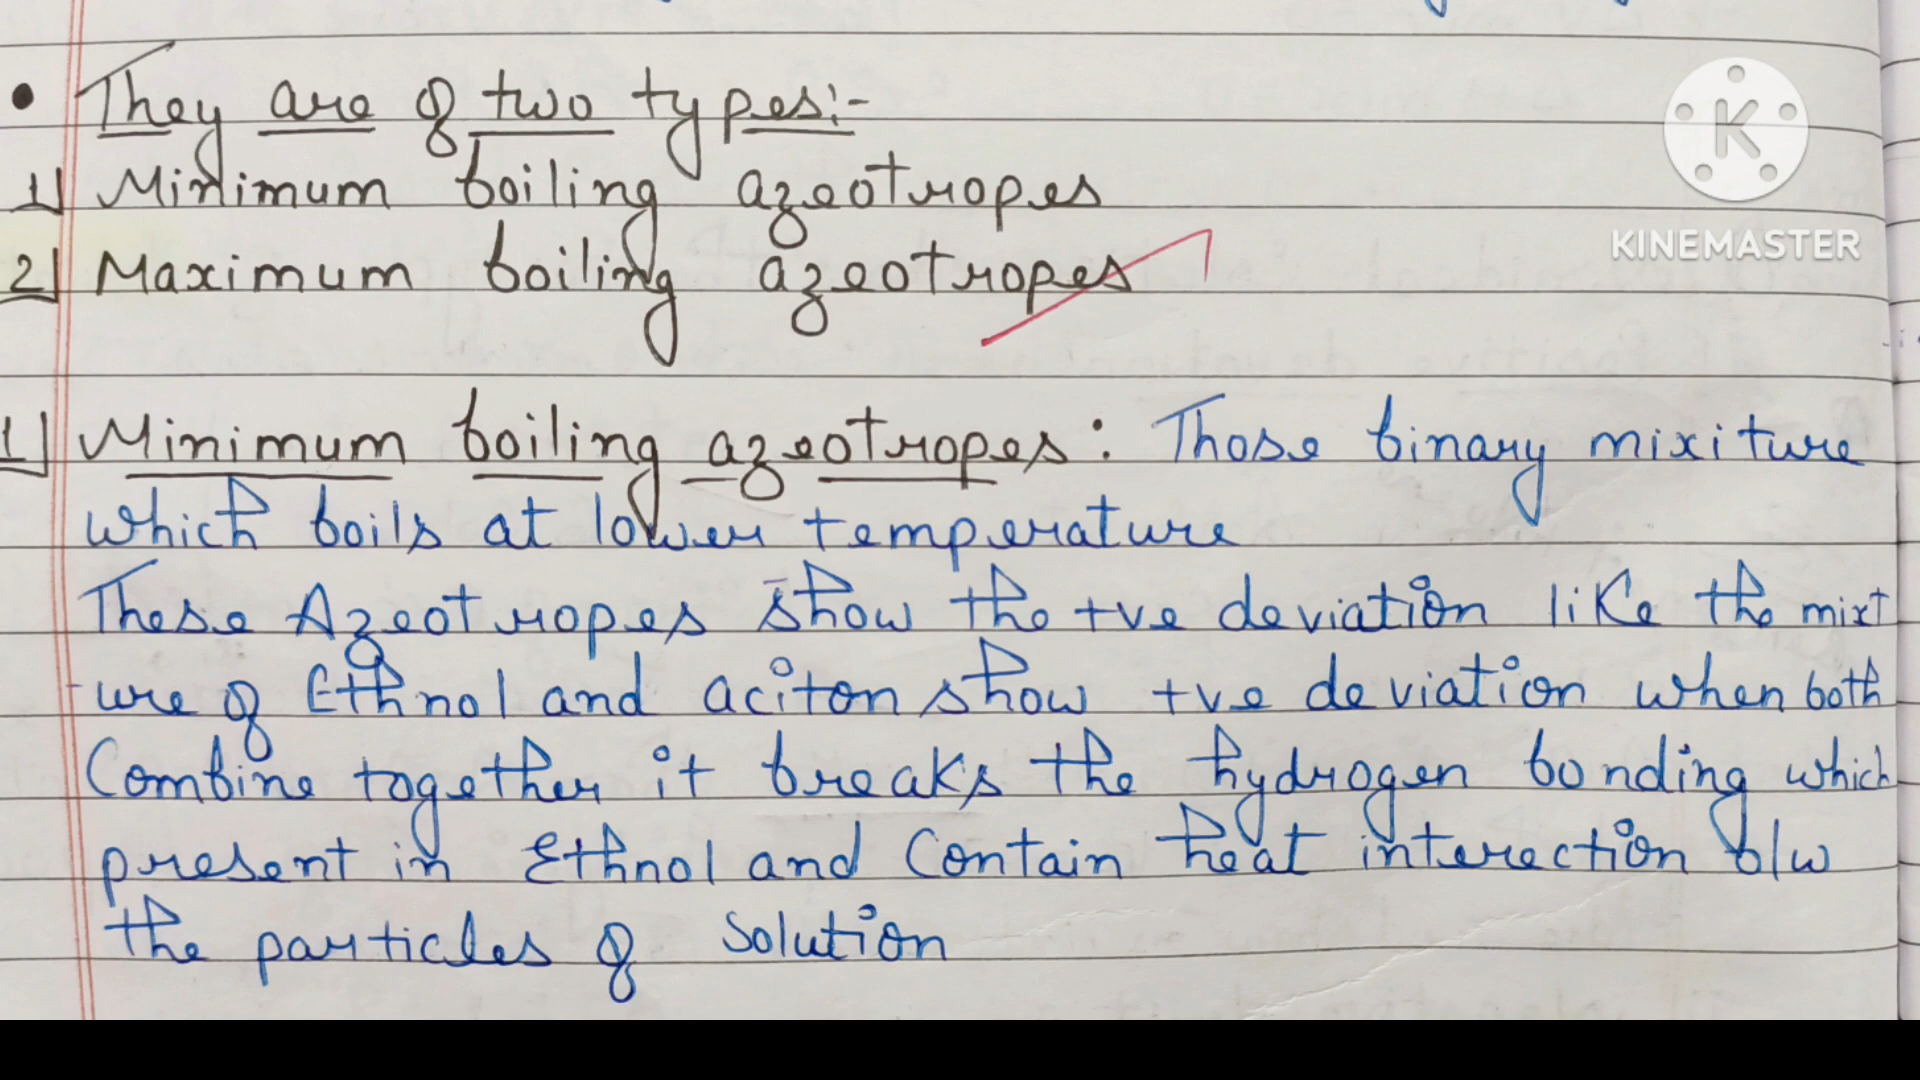 • They are of two types:-
1) Minimum boiling azeotropes
2) Maximum boiling azeotropes
KINEMASTER
1) Minimum boiling azeotropes: Those binary mixiture
which boils at lower temperature
These Azeotropes show the +ve deviation like the mixt
-ure of Ethnol and aciton show +ve deviation when both
Combine together it breaks the hydrogen bonding which
present in Ethnol and Contain heat interection b/w
the particles of Solution